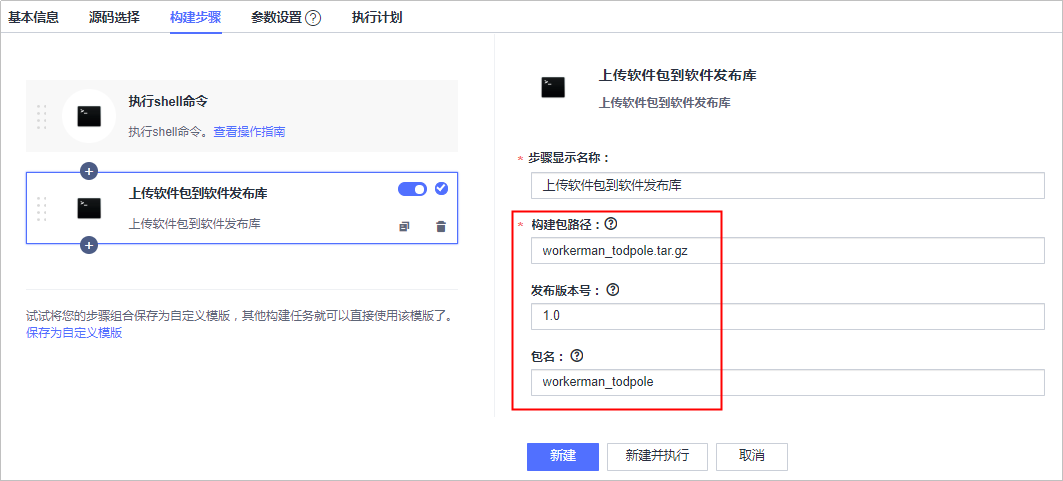 基本信息 源码选择 构建步骤 参数设置 ? 执行计划
执行shell命令
执行shell命令。查看操作指南
上传软件包到软件发布库
上传软件包到软件发布库
试试将您的步骤组合保存为自定义模版，其他构建任务就可以直接使用该模版了。
保存为自定义模版
上传软件包到软件发布库
上传软件包到软件发布库
* 步骤显示名称：
上传软件包到软件发布库
* 构建包路径： ?
workerman_todpole.tar.gz
发布版本号： ?
1.0
包名： ?
workerman_todpole
新建 新建并执行 取消